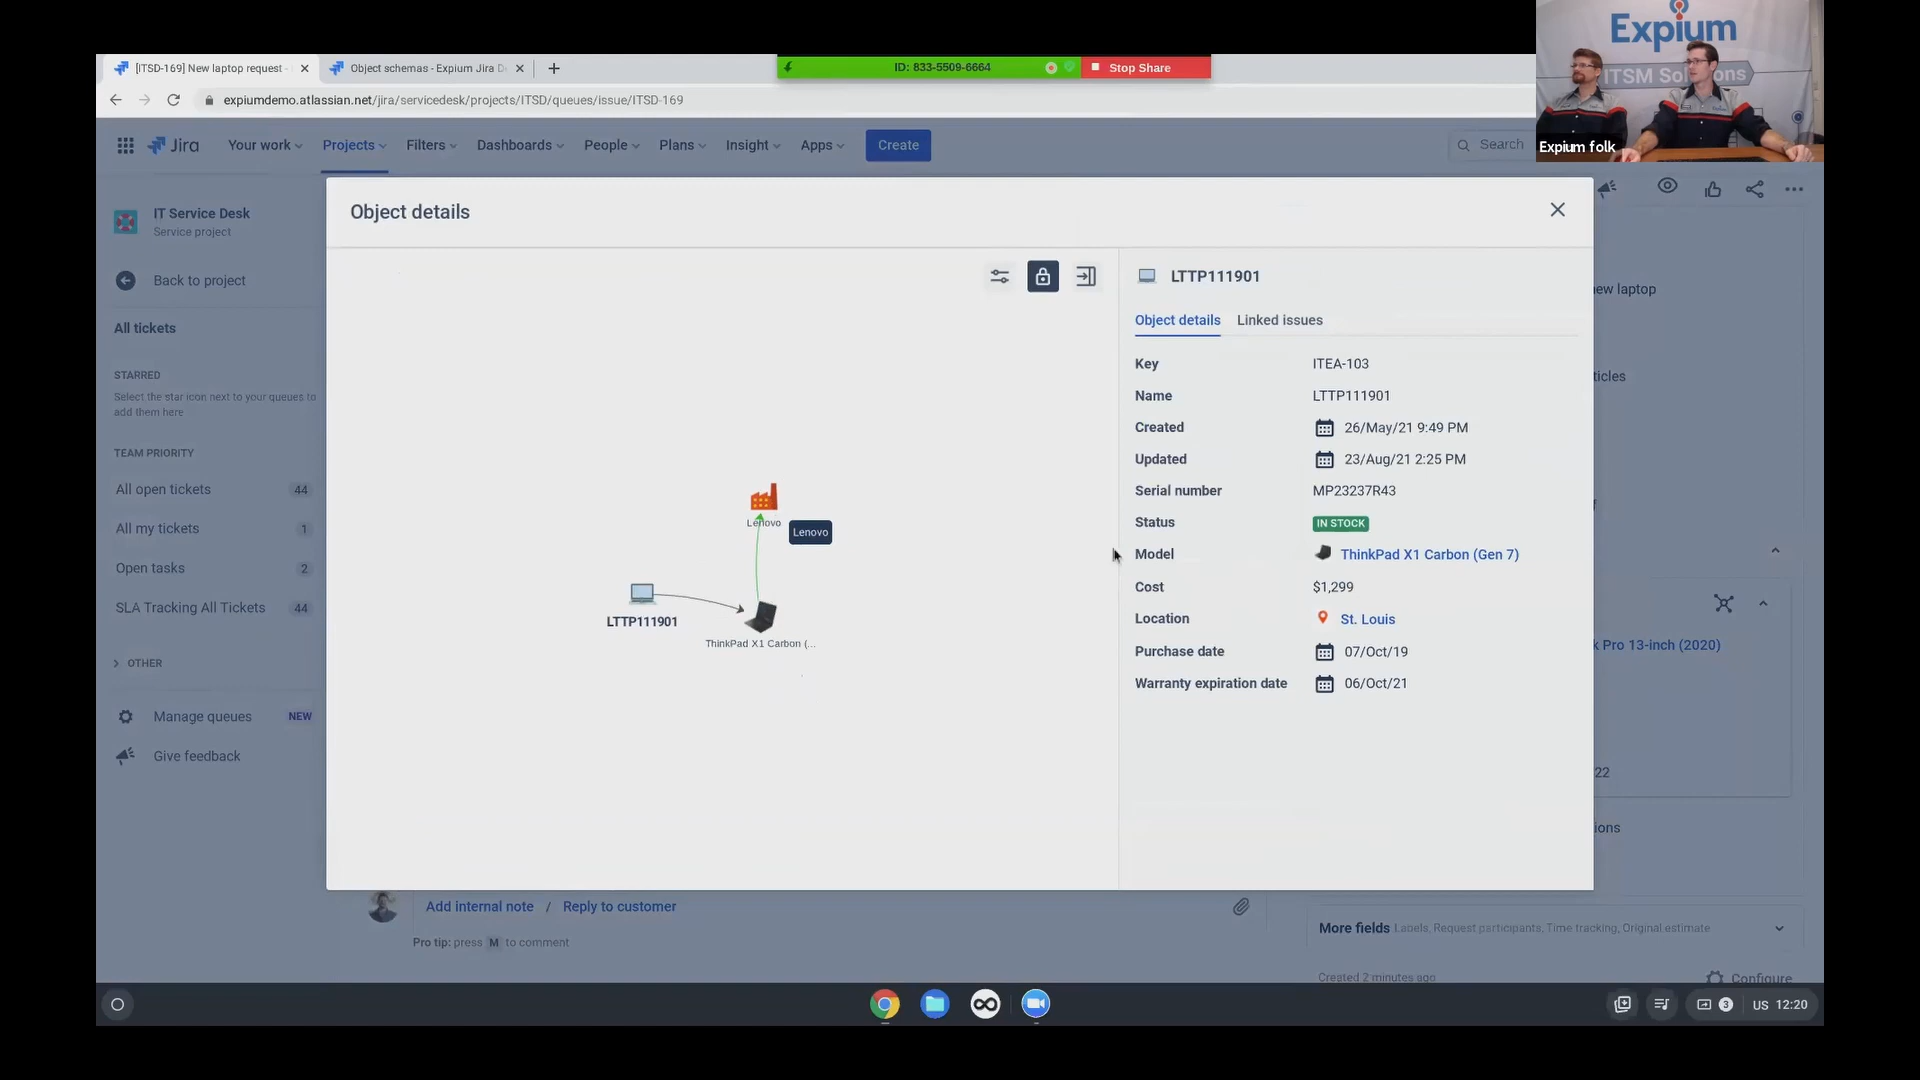 [ITSD-169] New laptop request -
Object schemas - Expium Jira D
ID: 833-5509-6664
Stop Share
expiumdemo.atlassian.net/jira/servicedesk/projects/ITSD/queues/issue/ITSD-169
Expium
ITSM Solutions
Expium folk
Jira
Your work
Projects
Filters
Dashboards
People
Plans
Insight
Apps
Create
Search
IT Service Desk
Service project
Back to project
All tickets
STARRED
Select the star icon next to your queues to
add them here
TEAM PRIORITY
All open tickets 44
All my tickets 1
Open tasks 2
SLA Tracking All Tickets 44
OTHER
Manage queues NEW
Give feedback
Object details
Lenovo
Lenovo
LTTP111901
ThinkPad X1 Carbon (...
LTTP111901
Object details Linked issues
Key ITEA-103
Name LTTP111901
Created 26/May/21 9:49 PM
Updated 23/Aug/21 2:25 PM
Serial number MP23237R43
Status IN STOCK
Model ThinkPad X1 Carbon (Gen 7)
Cost $1,299
Location St. Louis
Purchase date 07/Oct/19
Warranty expiration date 06/Oct/21
ew laptop
ticles
k Pro 13-inch (2020)
22
ions
Add internal note / Reply to customer
Pro tip: press M to comment
More fields Labels, Request participants, Time tracking, Original estimate
Created 2 minutes ago
Configure
3
US 12:20